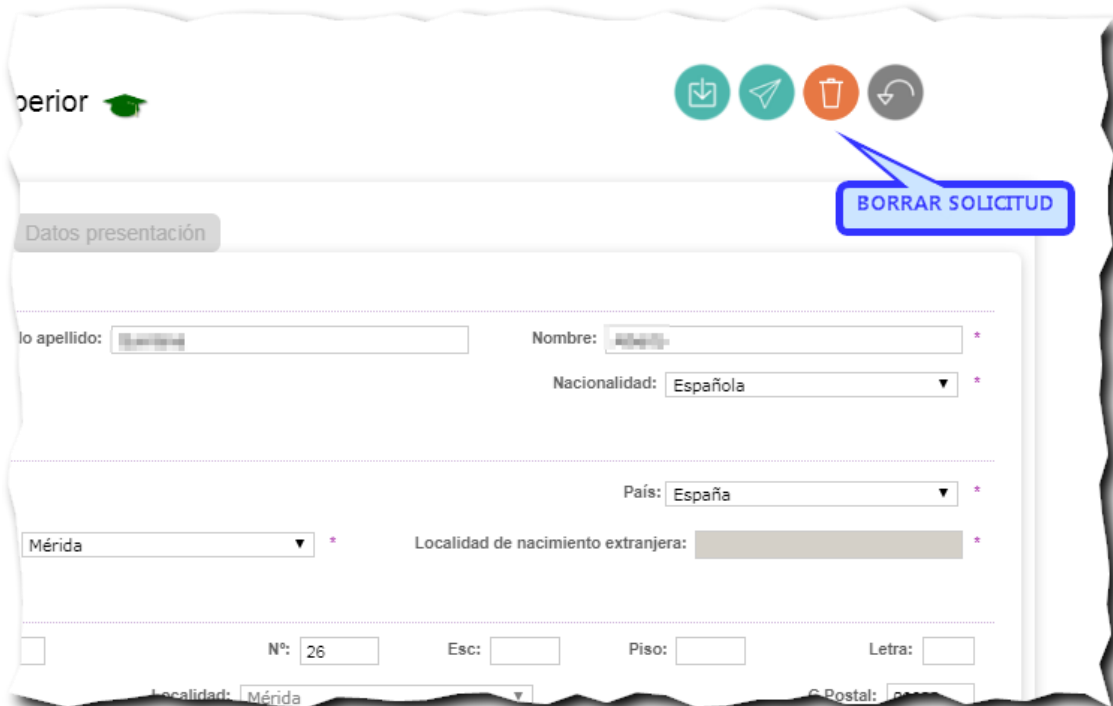 perior
BORRAR SOLICITUD
Datos presentación
do apellido:
Nombre: *
Nacionalidad: Española *
País: España *
Mérida * Localidad de nacimiento extranjera: *
Nº: 26 Esc: Piso: Letra:
Localidad: Mérida C.Postal: